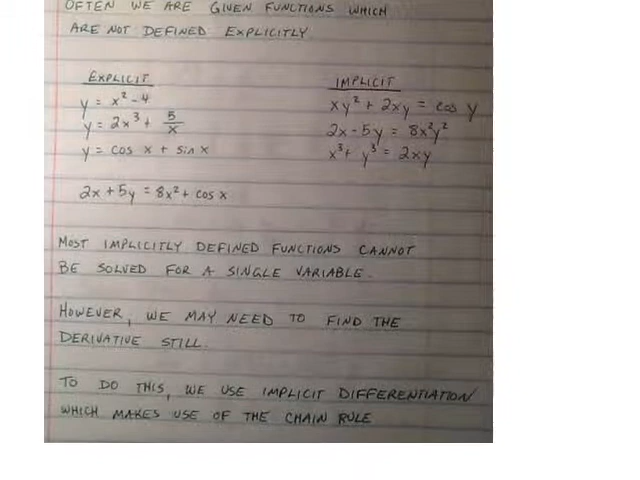 OFTEN WE ARE GIVEN FUNCTIONS WHICH
ARE NOT DEFINED EXPLICITLY
EXPLICIT
y = x² - 4
y = 2x³ + 5/x
y = cos x + sin x
2x + 5y = 8x² + cos x
IMPLICIT
xy² + 2xy = cos y
2x - 5y = 8x²y²
x³ + y³ = 2xy
MOST IMPLICITLY DEFINED FUNCTIONS CANNOT
BE SOLVED FOR A SINGLE VARIABLE.
HOWEVER, WE MAY NEED TO FIND THE
DERIVATIVE STILL.
TO DO THIS, WE USE IMPLICIT DIFFERENTIATION
WHICH MAKES USE OF THE CHAIN RULE